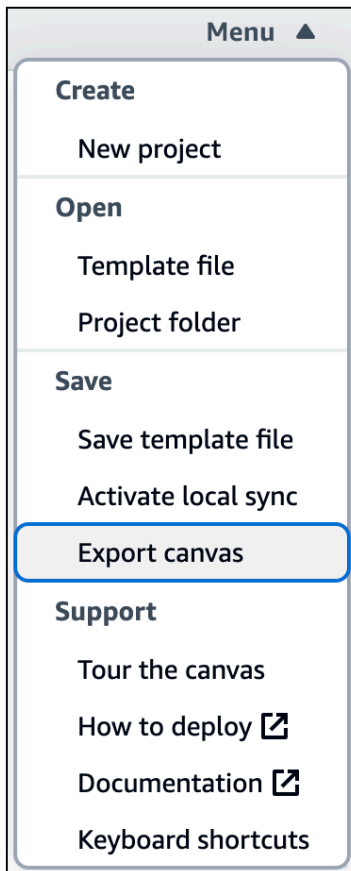 Menu
Create
New project
Open
Template file
Project folder
Save
Save template file
Activate local sync
Export canvas
Support
Tour the canvas
How to deploy
Documentation
Keyboard shortcuts